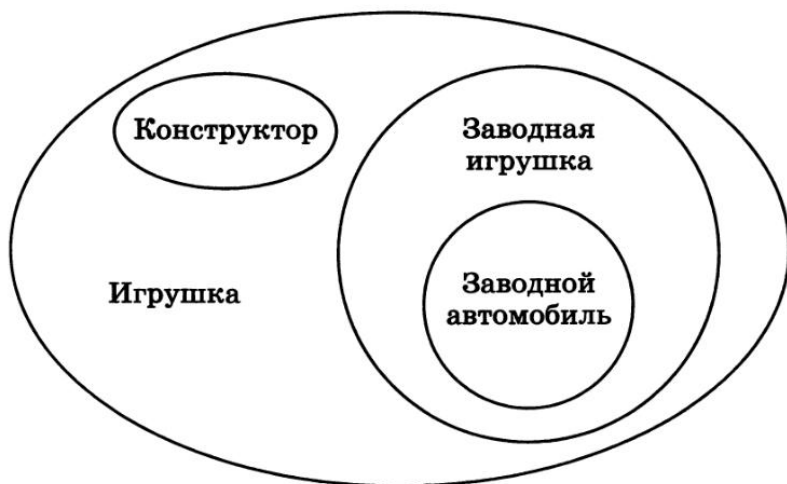 Конструктор
Заводная
игрушка
Игрушка
Заводной
автомобиль